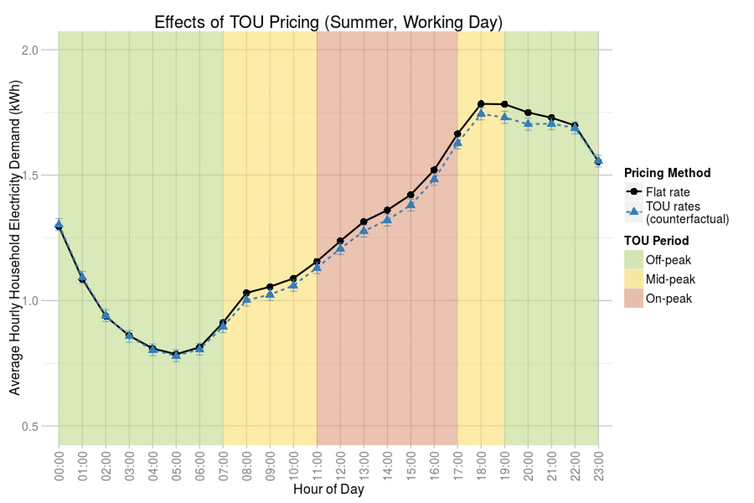 Effects of TOU Pricing (Summer, Working Day)
Average Hourly Household Electricity Demand (kWh)
2.0
1.5
1.0
0.5
00:00
01:00
02:00
03:00
04:00
05:00
06:00
07:00
08:00
09:00
10:00
11:00
12:00
13:00
14:00
15:00
16:00
17:00
18:00
19:00
20:00
21:00
22:00
23:00
Hour of Day
Pricing Method
Flat rate
TOU rates
(counterfactual)
TOU Period
Off-peak
Mid-peak
On-peak